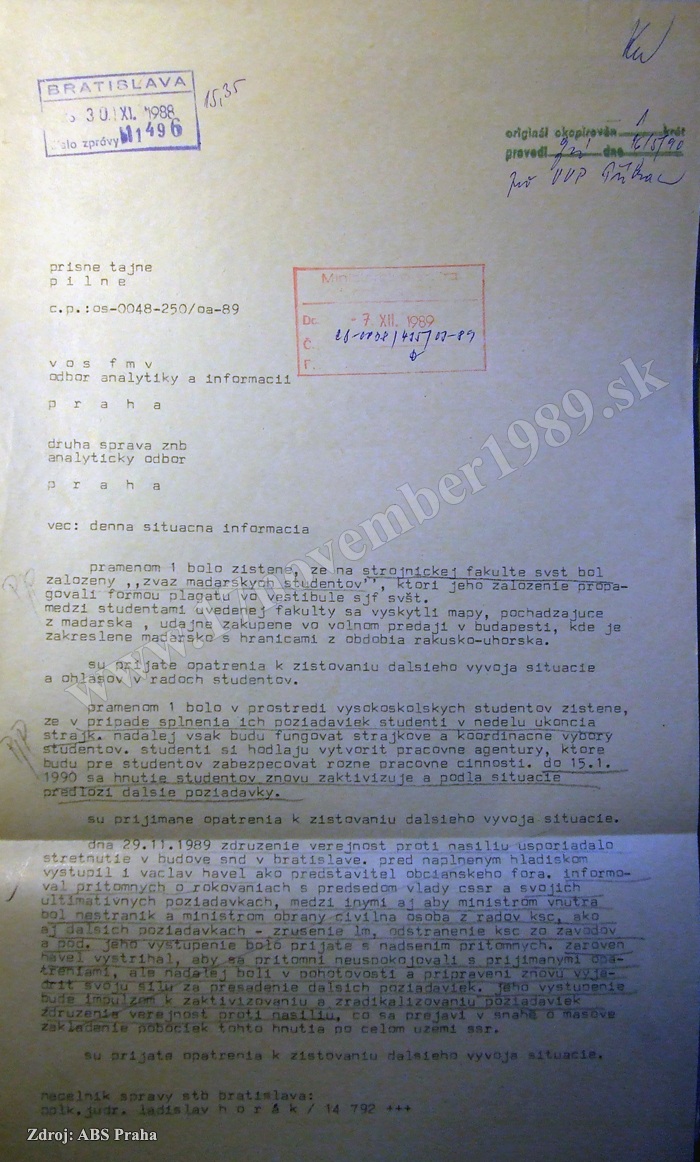 BRATISLAVA
30. XI. 1988
Číslo zprávy M1496
15,35
originál okopírován 1 krát
provedl dne 16/5/90
prisne tajne
p i l n e
c.p.:os-0048-250/oa-89
- 7. XII. 1989
Č.
v o s f m v
odbor analytiky a informacii
p r a h a
druha sprava znb
analyticky odbor
p r a h a
vec: denna situacna informacia
pramenom 1 bolo zistene, ze na strojnickej fakulte svst bol
zalozeny ,,zvaz madarskych studentov'', ktori jeho zalozenie propa-
govali formou plagatu vo vestibule sjf svšt.
medzi studentami uvedenej fakulty sa vyskytli mapy, pochadzajuce
z madarska , udajne zakupene vo volnom predaji v budapesti, kde je
zakreslene madarsko s hranicami z obdobia rakusko-uhorska.
su prijate opatrenia k zistovaniu dalsieho vyvoja situacie
a ohlasov v radoch studentov.
pramenom 1 bolo v prostredi vysokoskolskych studentov zistene,
ze v pripade splnenia ich poziadaviek studenti v nedelu ukoncia
strajk. nadalej vsak budu fungovat strajkove a koordinacne vybory
studentov. studenti si hodlaju vytvorit pracovne agentury, ktore
budu pre studentov zabezpecovat rozne pracovne cinnosti. do 15.1.
1990 sa hnutie studentov znovu zaktivizuje a podla situacie
predlozi dalsie poziadavky.
su prijimane opatrenia k zistovaniu dalsieho vyvoja situacie.
dna 29.11.1989 zdruzenie verejnost proti nasiliu usporiadalo
stretnutie v budove snd v bratislave. pred naplnenym hladiskom
vystupil i vaclav havel ako predstavitel obcianskeho fora. informo-
val pritomnych o rokovaniach s predsedom vlady cssr a svojich
ultimativnych poziadavkach, medzi inymi aj aby ministrom vnutra
bol nestranik a ministrom obrany civilna osoba z radov ksc, ako
aj dalsich poziadavkach - zrusenie lm, odstranenie ksc zo zavodov
a pod. jeho vystupenie bolo prijate s nadsenim pritomnych. zaroven
havel vystrihal, aby sa pritomni neuspokojovali s prijimanymi opa-
treniami, ale nadalej boli v pohotovosti a pripraveni znovu vyja-
drit svoju silu za presadenie dalsich poziadaviek. jeho vystupenie
bude impulzom k zaktivizovaniu a zradikalizovaniu poziadaviek
zdruzenie verejnost proti nasiliu, co sa prejavi v snahe o masove
zakladanie pobociek tohto hnutia po celom uzemi ssr.
su prijate opatrenia k zistovaniu dalsieho vyvoja situacie.
nacelnik spravy stb bratislava:
polk.judr. ladislav h o r á k / 14 792 +++
www.17november1989.sk
Zdroj: ABS Praha